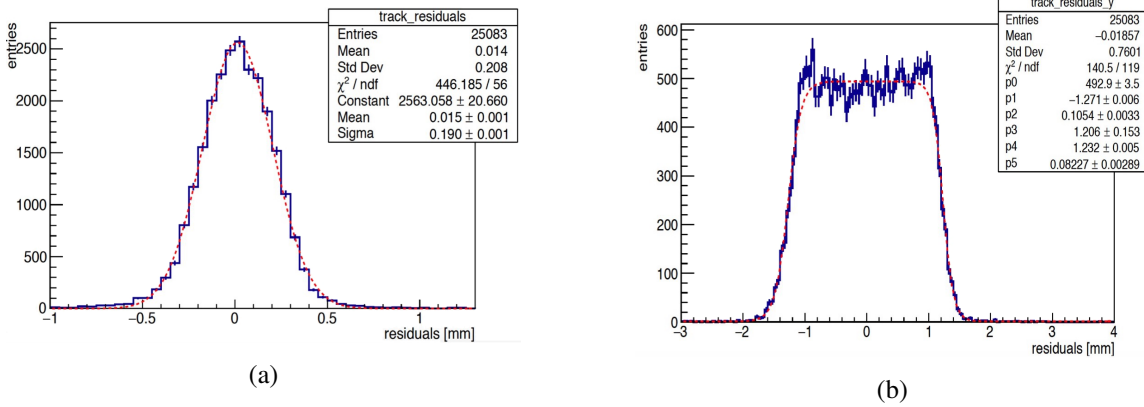 track_residuals
Entries 25083
Mean 0.014
Std Dev 0.208
χ² / ndf 446.185 / 56
Constant 2563.058 ± 20.660
Mean 0.015 ± 0.001
Sigma 0.190 ± 0.001
entries
2500
2000
1500
1000
500
0
−1 −0.5 0 0.5 1
residuals [mm]
(a)
track_residuals_y
Entries 25083
Mean −0.01857
Std Dev 0.7601
χ² / ndf 140.5 / 119
p0 492.9 ± 3.5
p1 −1.271 ± 0.006
p2 0.1054 ± 0.0033
p3 1.206 ± 0.153
p4 1.232 ± 0.005
p5 0.08227 ± 0.00289
entries
600
500
400
300
200
100
0
−3 −2 −1 0 1 2 3 4
residuals [mm]
(b)